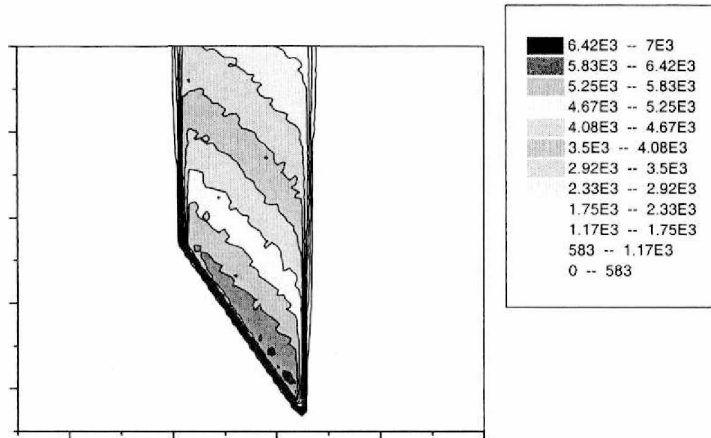 6.42E3 -- 7E3
5.83E3 -- 6.42E3
5.25E3 -- 5.83E3
4.67E3 -- 5.25E3
4.08E3 -- 4.67E3
3.5E3 -- 4.08E3
2.92E3 -- 3.5E3
2.33E3 -- 2.92E3
1.75E3 -- 2.33E3
1.17E3 -- 1.75E3
583 -- 1.17E3
0 -- 583